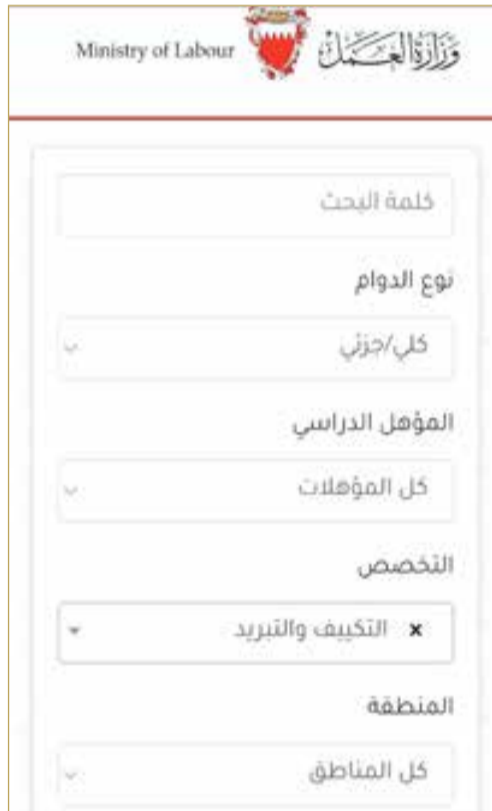 Ministry of Labour
وزارة العمل
كلمة البحث
نوع الدوام
كلي/جزئي
المؤهل الدراسي
كل المؤهلات
التخصص
× التكييف والتبريد
المنطقة
كل المناطق